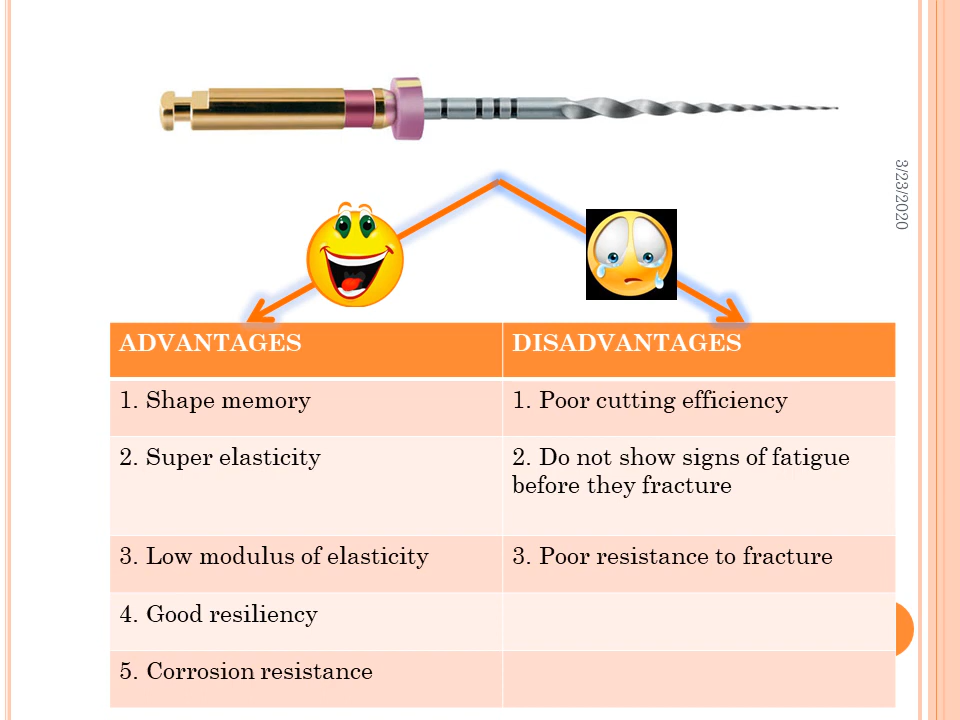 3/23/2020
ADVANTAGES
DISADVANTAGES
1. Shape memory
1. Poor cutting efficiency
2. Super elasticity
2. Do not show signs of fatigue
before they fracture
3. Low modulus of elasticity
3. Poor resistance to fracture
4. Good resiliency
5. Corrosion resistance